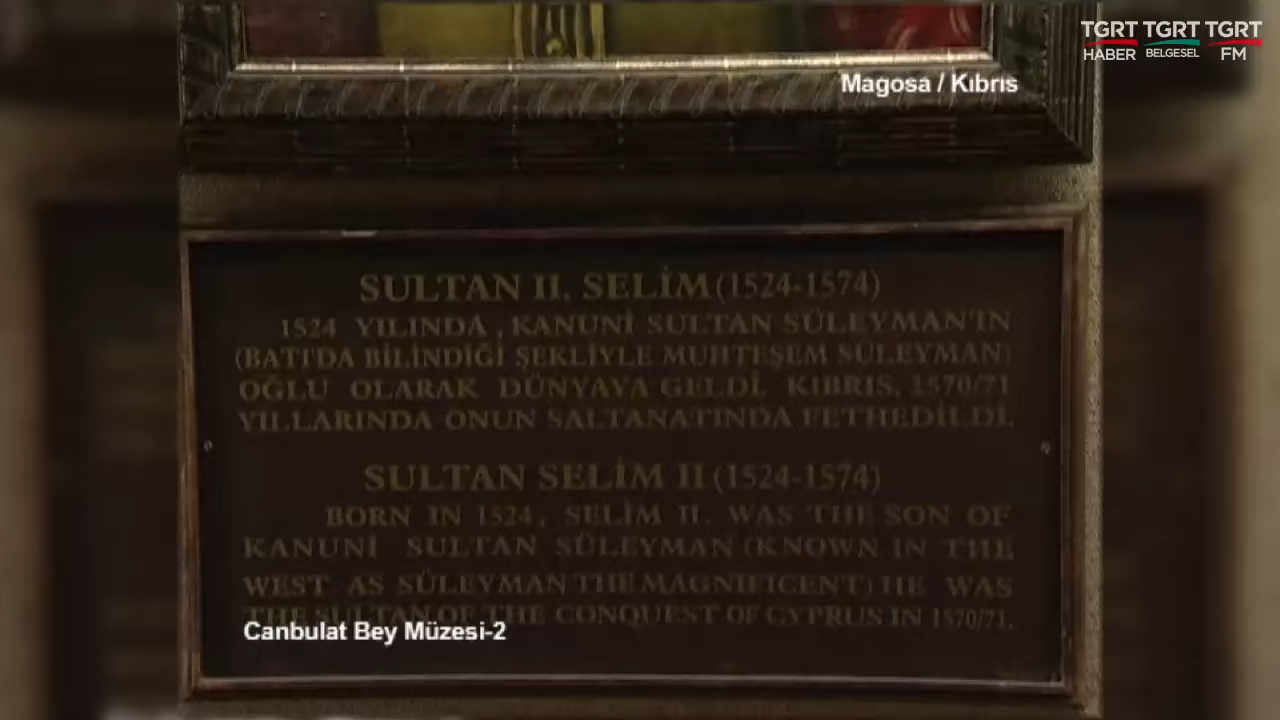 TGRT TGRT TGRT
HABER BELGESEL FM
Magosa / Kıbrıs
SULTAN II. SELİM (1524-1574)
1524 YILINDA , KANUNİ SULTAN SÜLEYMAN'IN
(BATI'DA BİLİNDİĞİ ŞEKLİYLE MUHTEŞEM SÜLEYMAN)
OĞLU OLARAK DÜNYAYA GELDİ. KIBRIS, 1570/71
YILLARINDA ONUN SALTANATINDA FETHEDİLDİ.
SULTAN SELİM II (1524-1574)
BORN IN 1524 , SELİM II. WAS THE SON OF
KANUNİ SULTAN SÜLEYMAN (KNOWN IN THE
WEST AS SÜLEYMAN THE MAGNIFICENT) HE WAS
THE SULTAN OF THE CONQUEST OF CYPRUS IN 1570/71.
Canbulat Bey Müzesi-2